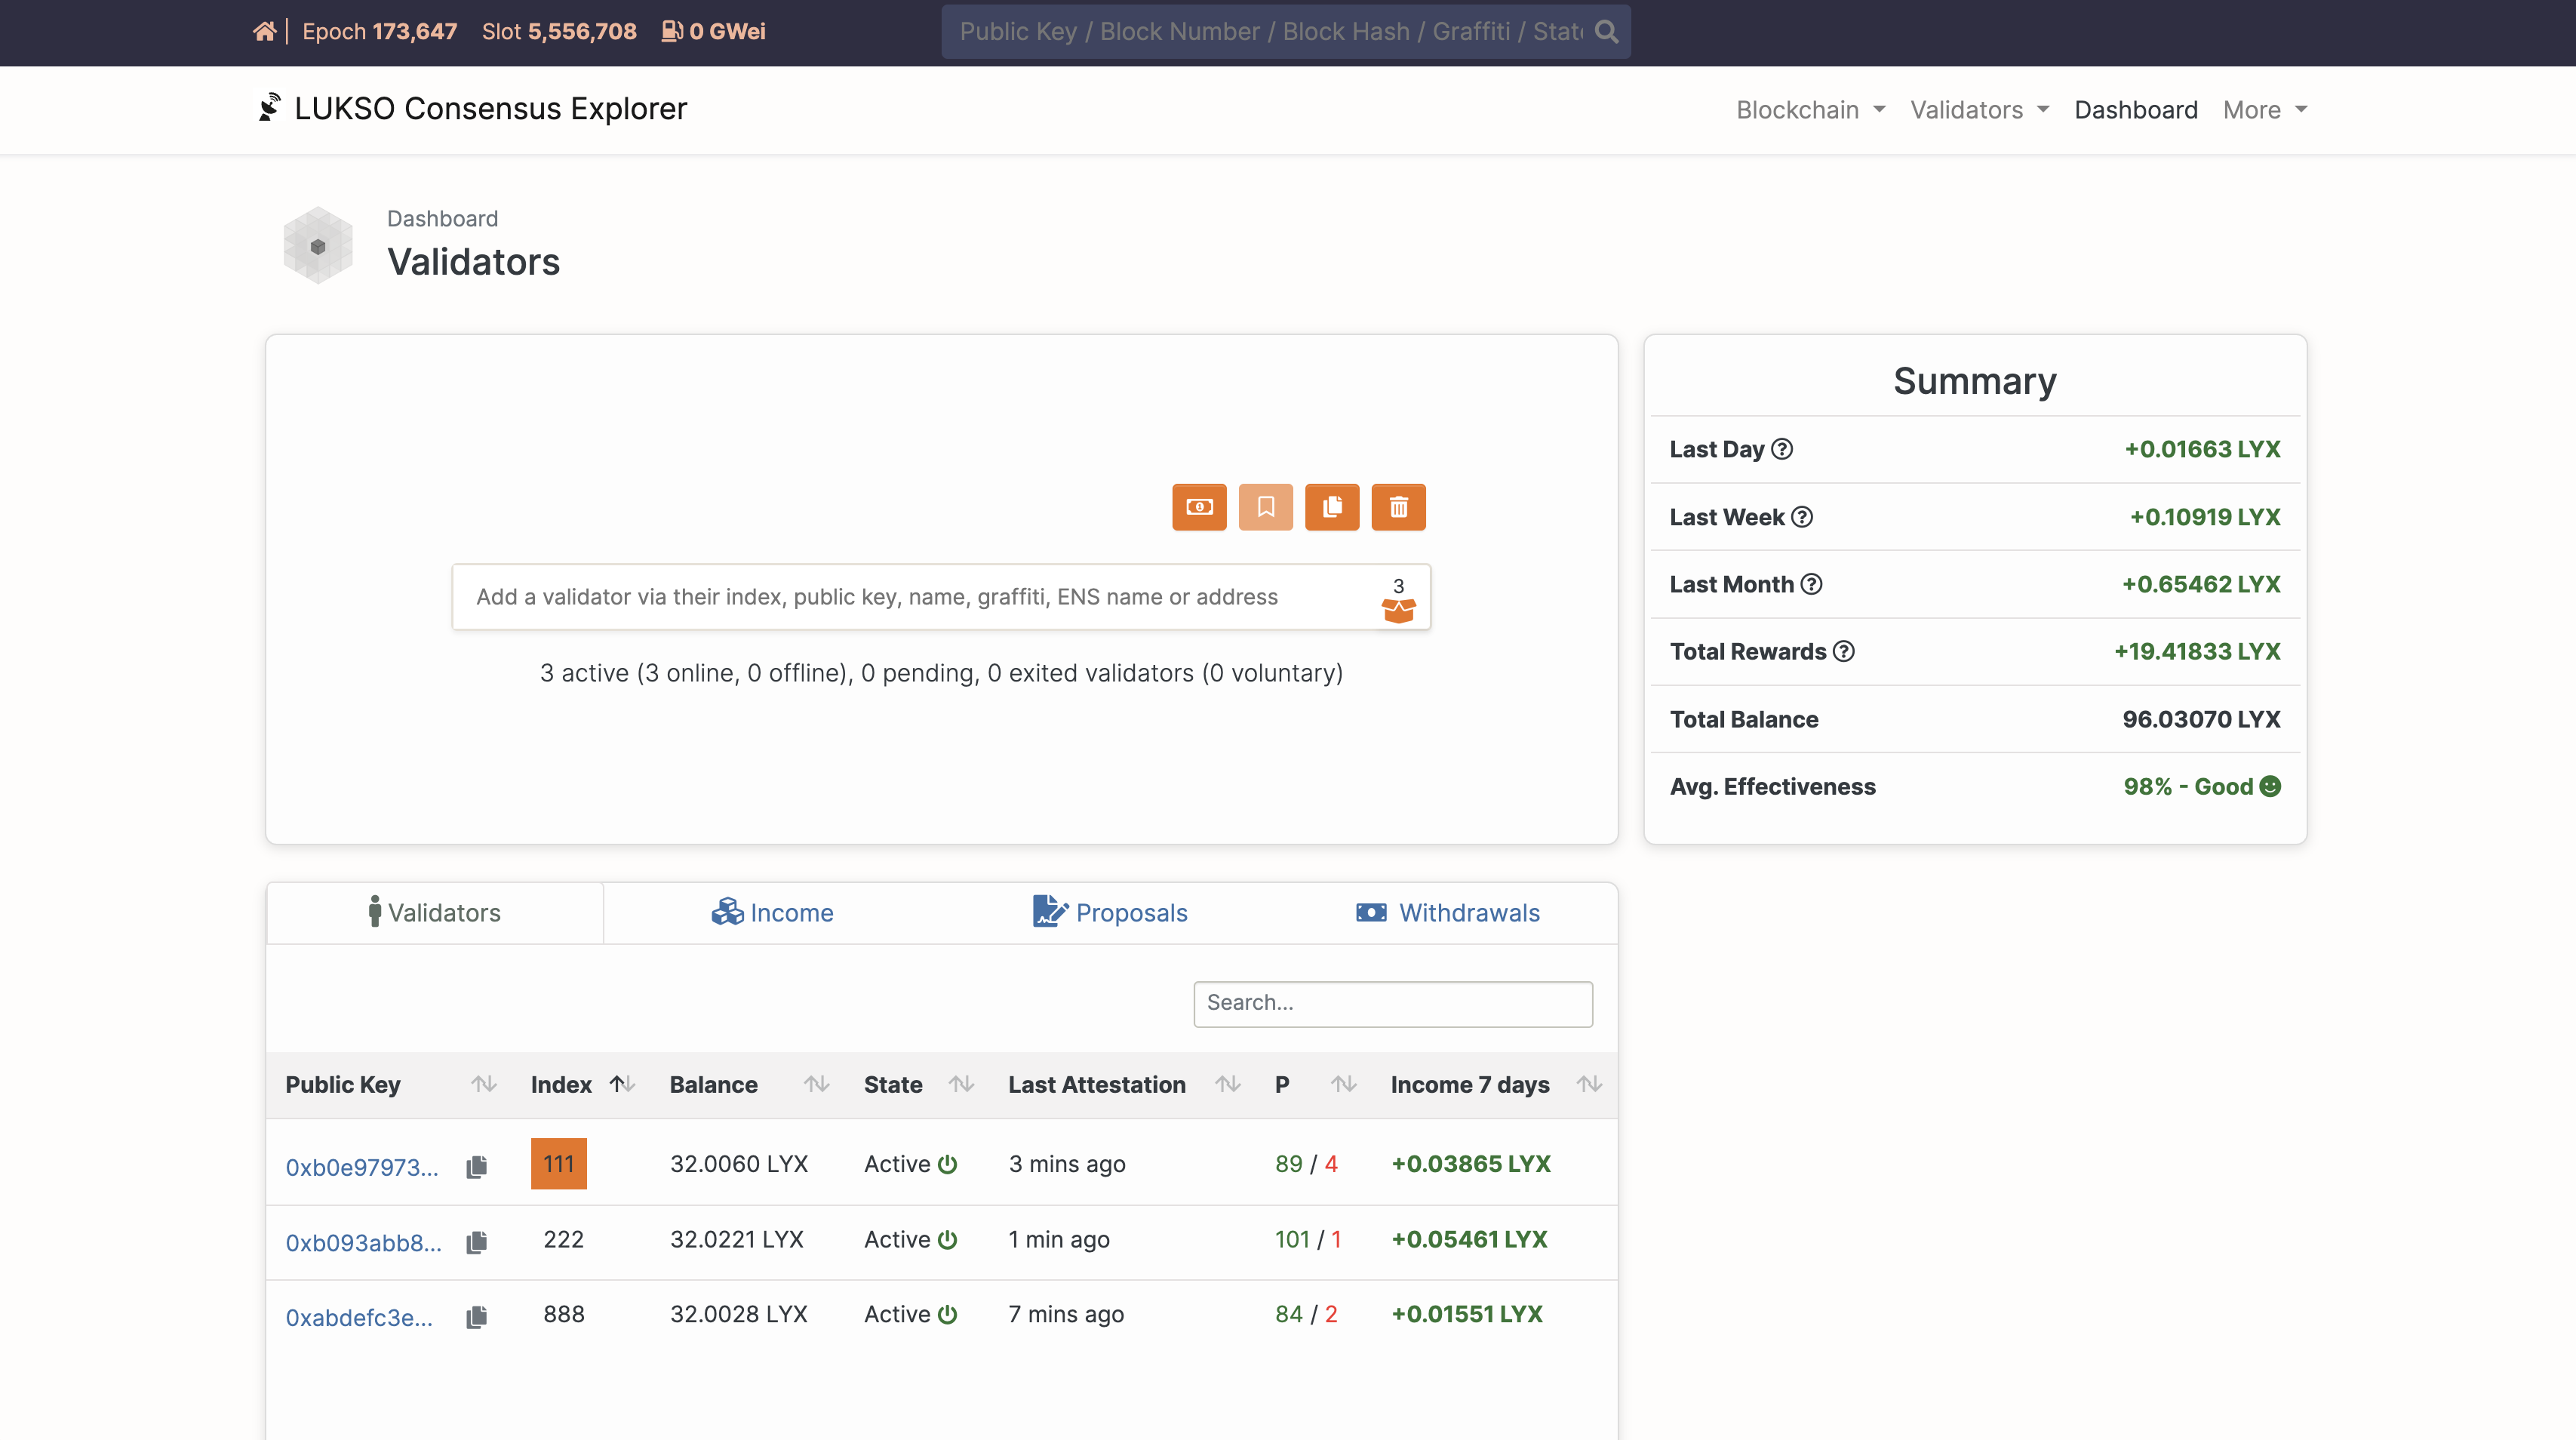 Epoch 173,647 Slot 5,556,708 0 GWei
Public Key / Block Number / Block Hash / Graffiti / State
LUKSO Consensus Explorer
Blockchain Validators Dashboard More
Dashboard
Validators
3
Add a validator via their index, public key, name, graffiti, ENS name or address
3 active (3 online, 0 offline), 0 pending, 0 exited validators (0 voluntary)
Summary
Last Day +0.01663 LYX
Last Week +0.10919 LYX
Last Month +0.65462 LYX
Total Rewards +19.41833 LYX
Total Balance 96.03070 LYX
Avg. Effectiveness 98% - Good
Validators Income Proposals Withdrawals
Search...
Public Key Index Balance State Last Attestation P Income 7 days
0xb0e97973... 111 32.0060 LYX Active 3 mins ago 89 / 4 +0.03865 LYX
0xb093abb8... 222 32.0221 LYX Active 1 min ago 101 / 1 +0.05461 LYX
0xabdefc3e... 888 32.0028 LYX Active 7 mins ago 84 / 2 +0.01551 LYX